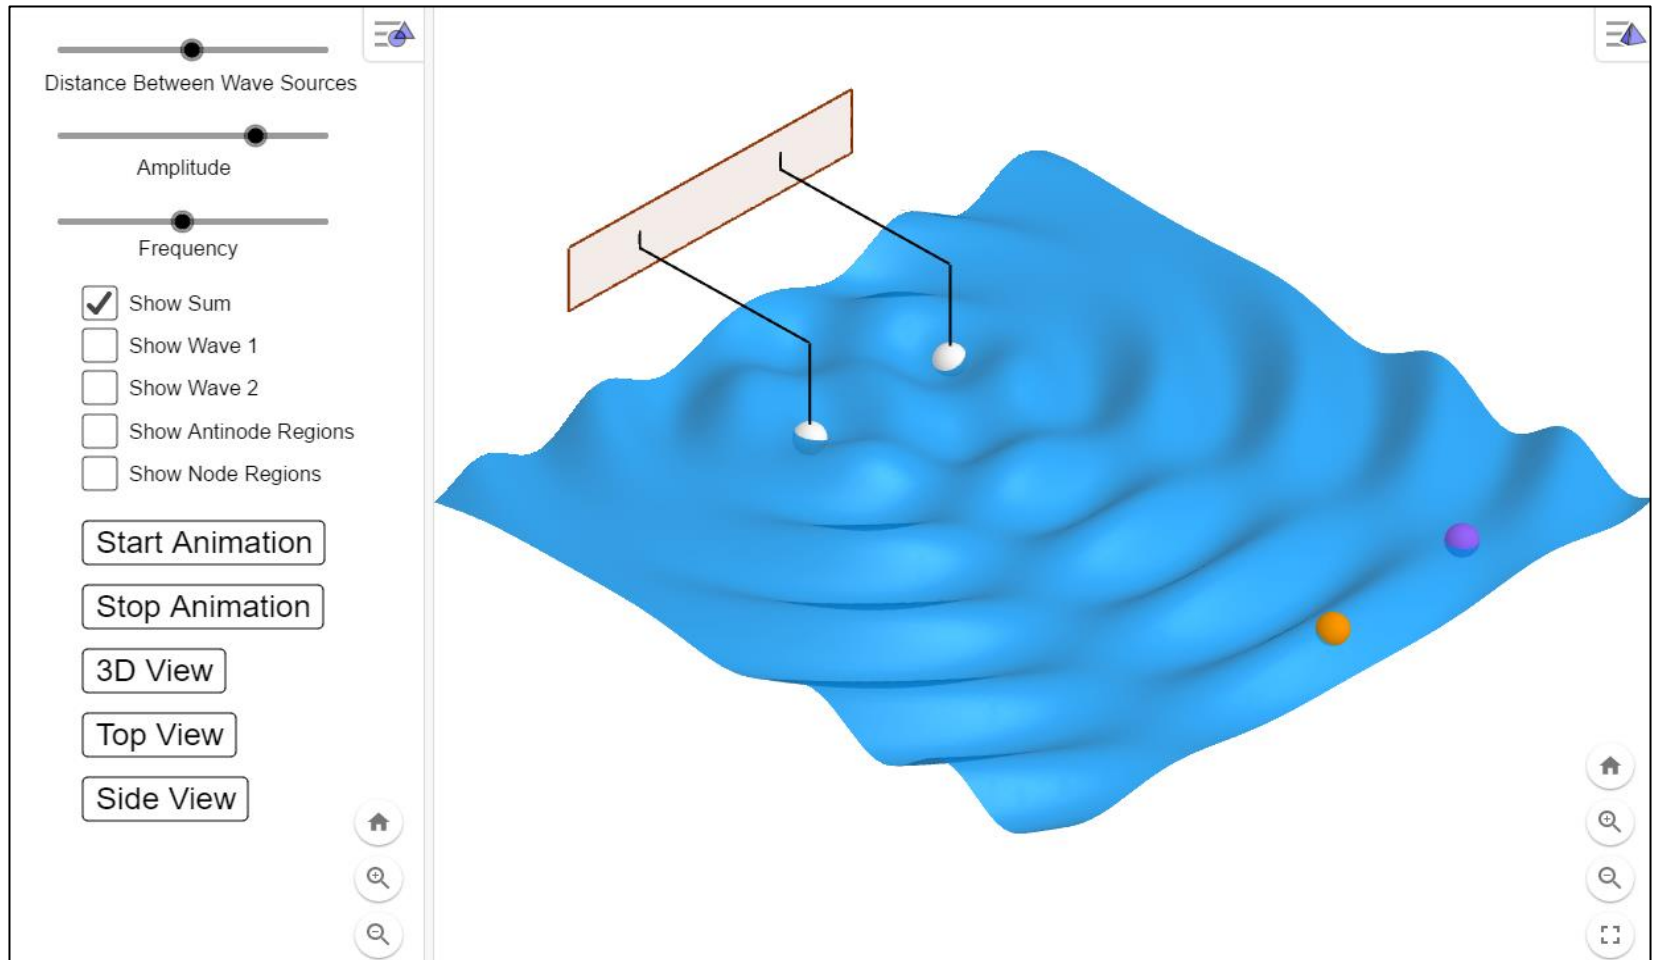 Distance Between Wave Sources
Amplitude
Frequency
Show Sum
Show Wave 1
Show Wave 2
Show Antinode Regions
Show Node Regions
Start Animation
Stop Animation
3D View
Top View
Side View